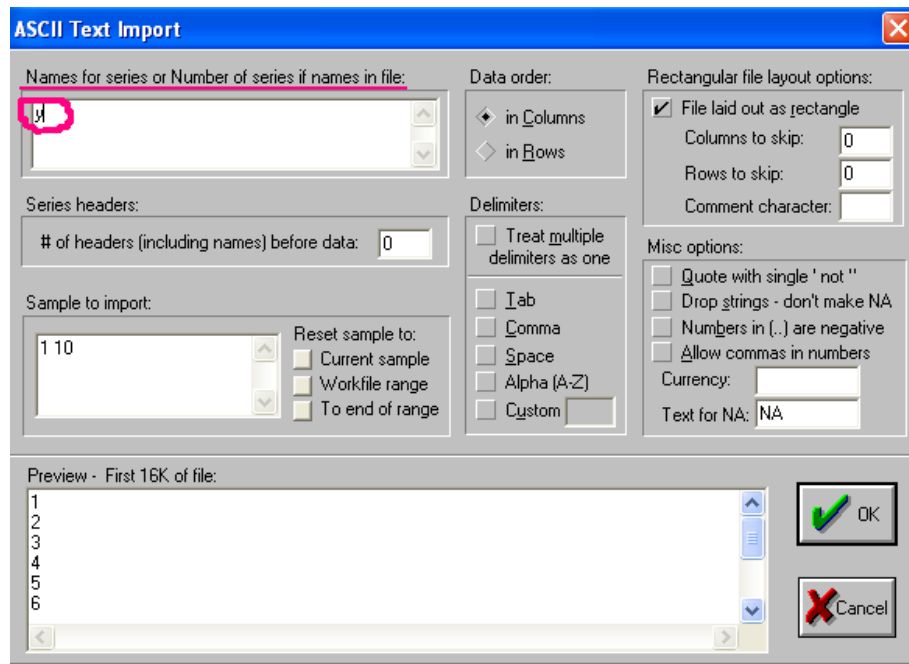 ASCII Text Import
Names for series or Number of series if names in file:
y
Series headers:
# of headers (including names) before data: 0
Sample to import:
1 10
Reset sample to:
Current sample
Workfile range
To end of range
Data order:
in Columns
in Rows
Delimiters:
Treat multiple
delimiters as one
Tab
Comma
Space
Alpha (A-Z)
Custom
Rectangular file layout options:
File laid out as rectangle
Columns to skip: 0
Rows to skip: 0
Comment character:
Misc options:
Quote with single ' not "
Drop strings - don't make NA
Numbers in (..) are negative
Allow commas in numbers
Currency:
Text for NA: NA
Preview - First 16K of file:
1
2
3
4
5
6
OK
Cancel